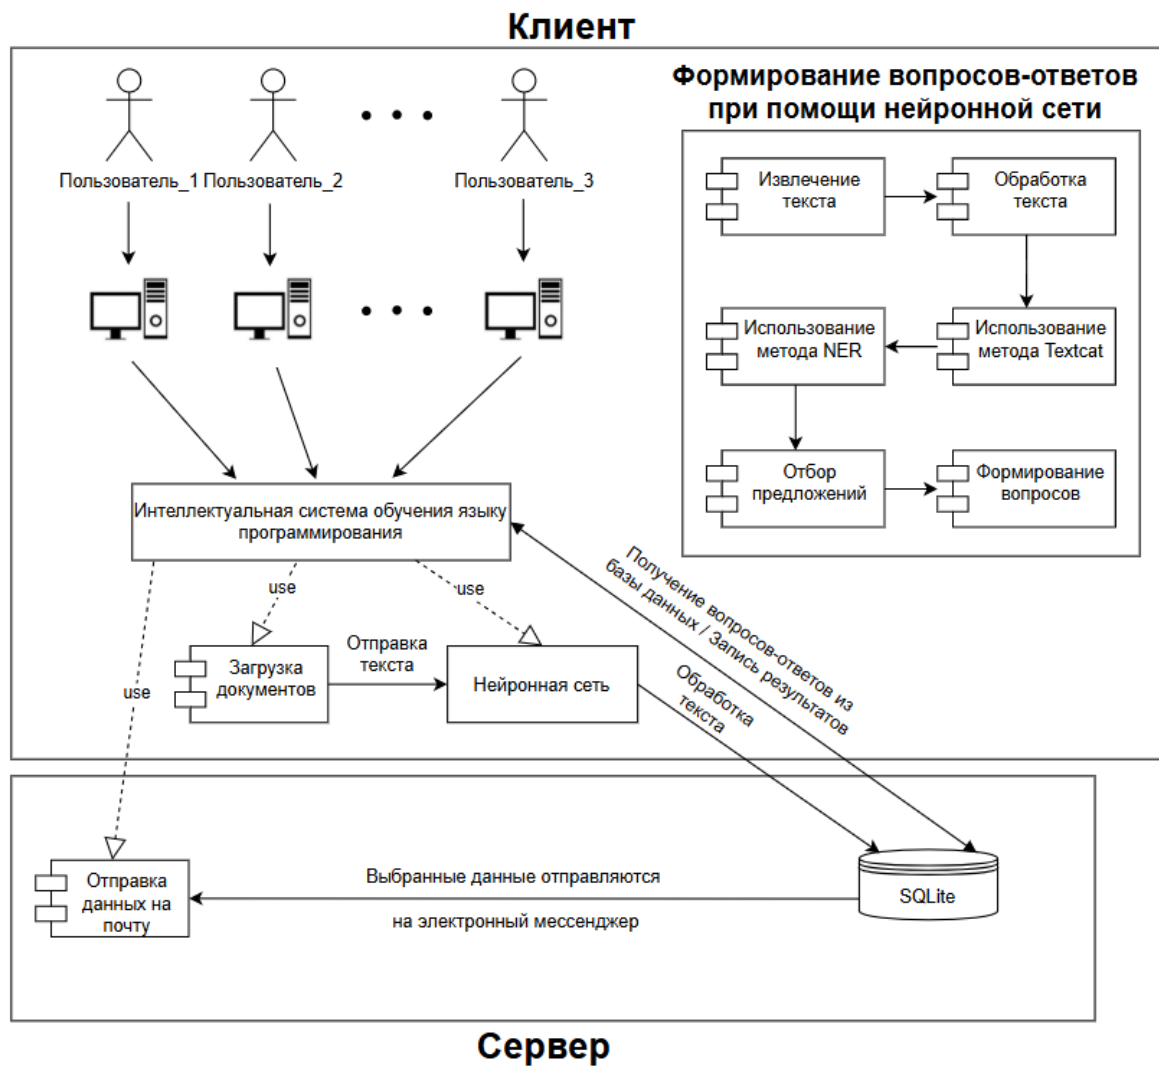 Клиент
Формирование вопросов-ответов
при помощи нейронной сети
Пользователь_1
Пользователь_2
Пользователь_3
Извлечение
текста
Обработка
текста
Использование
метода NER
Использование
метода Textcat
Отбор
предложений
Формирование
вопросов
Интеллектуальная система обучения языку
программирования
use
use
use
Загрузка
документов
Отправка
текста
Нейронная сеть
Получение вопросов-ответов из
базы данных / Запись результатов
Обработка
текста
Отправка
данных на
почту
Выбранные данные отправляются
на электронный мессенджер
SQLite
Сервер